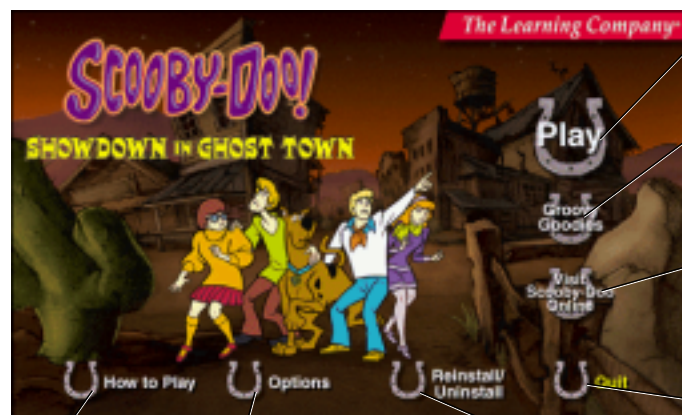 The Learning Company
SCOOBY-DOO!
SHOWDOWN IN GHOST TOWN
Play
Groovy
Goodies
Visit
Scooby-Doo
Online
How to Play
Options
Reinstall/
Uninstall
Quit